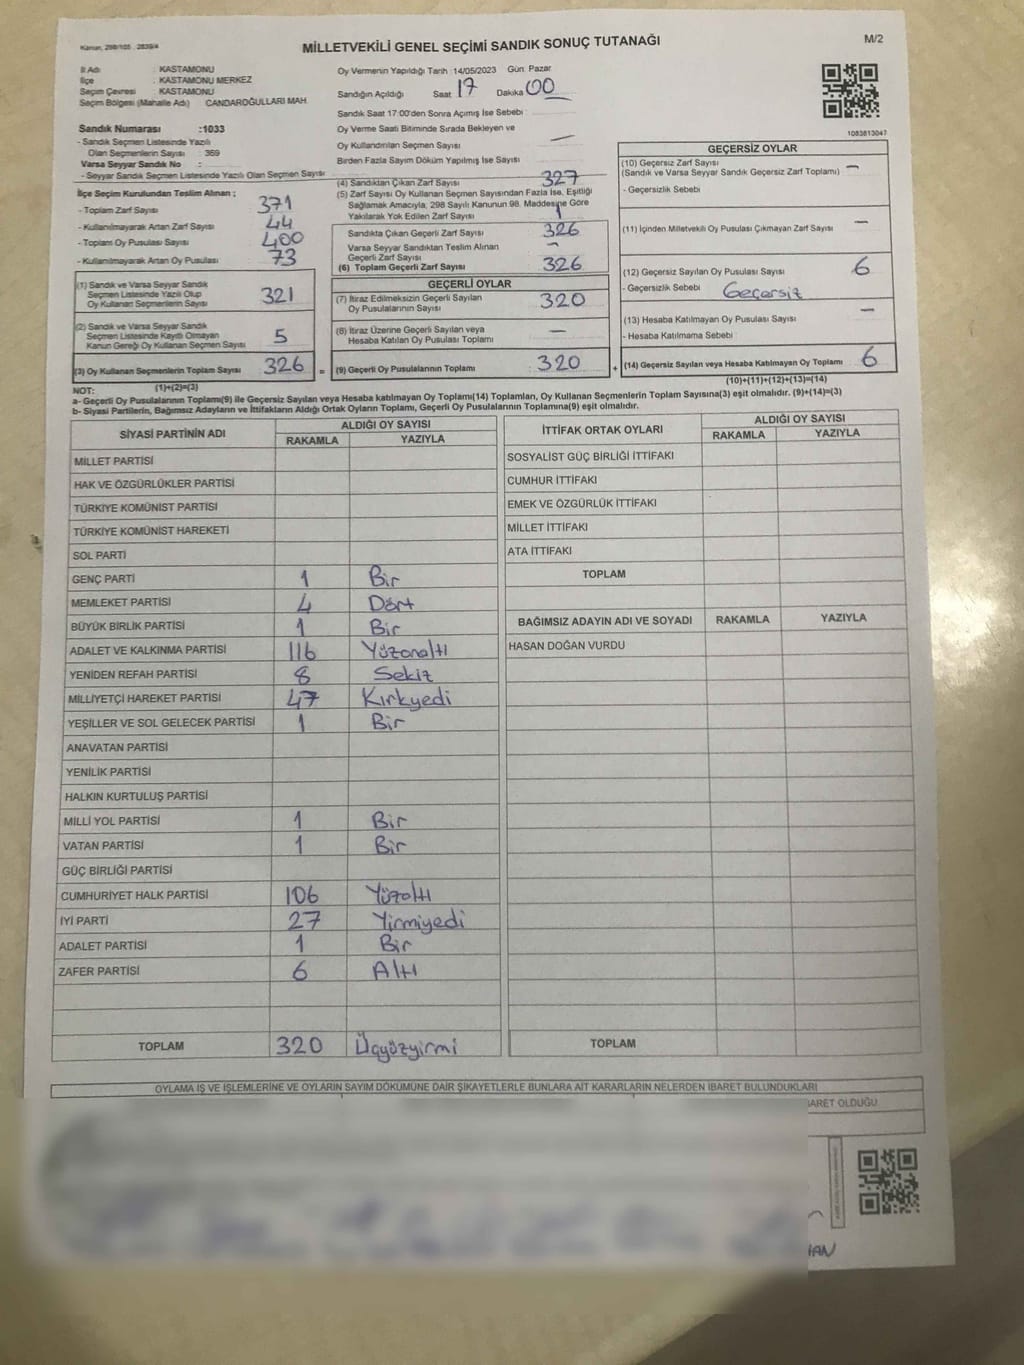 Kanun, 298/105 . 2839/4
MİLLETVEKİLİ GENEL SEÇİMİ SANDIK SONUÇ TUTANAĞI
M/2
İl Adı : KASTAMONU
İlçe : KASTAMONU MERKEZ
Seçim Çevresi : KASTAMONU
Seçim Bölgesi (Mahalle Adı) CANDAROĞULLARI MAH.
Sandık Numarası :1033
- Sandık Seçmen Listesinde Yazılı
Olan Seçmenlerin Sayısı : 369
Varsa Seyyar Sandık No :
- Seyyar Sandık Seçmen Listesinde Yazılı Olan Seçmen Sayısı
Oy Vermenin Yapıldığı Tarih :14/05/2023 Gün: Pazar
Sandığın Açıldığı Saat 17 Dakika 00
Sandık Saat 17:00'den Sonra Açımış İse Sebebi :
Oy Verme Saati Bitiminde Sırada Bekleyen ve
Oy Kullandırılan Seçmen Sayısı —
Birden Fazla Sayım Döküm Yapılmış İse Sayısı
1083813047
İlçe Seçim Kurulundan Teslim Alınan ;
- Toplam Zarf Sayısı 371
- Kullanılmayarak Artan Zarf Sayısı 44
- Toplam Oy Pusulası Sayısı 400
- Kullanılmayarak Artan Oy Pusulası 73
(1) Sandık ve Varsa Seyyar Sandık
Seçmen Listesinde Yazılı Olup
Oy Kullanan Seçmenlerin Sayısı 321
(2) Sandık ve Varsa Seyyar Sandık
Seçmen Listesinde Kayıtlı Olmayan
Kanun Gereği Oy Kullanan Seçmen Sayısı 5
(3) Oy Kullanan Seçmenlerin Toplam Sayısı 326 =
(1)+(2)=(3)
(4) Sandıktan Çıkan Zarf Sayısı 327
(5) Zarf Sayısı Oy Kullanan Seçmen Sayısından Fazla İse, Eşitliği
Sağlamak Amacıyla, 298 Sayılı Kanunun 98. Maddesine Göre
Yakılarak Yok Edilen Zarf Sayısı 1
Sandıkta Çıkan Geçerli Zarf Sayısı 326
Varsa Seyyar Sandıktan Teslim Alınan
Geçerli Zarf Sayısı —
(6) Toplam Geçerli Zarf Sayısı 326
GEÇERLİ OYLAR
(7) İtiraz Edilmeksizin Geçerli Sayılan
Oy Pusulalarının Sayısı 320
(8) İtiraz Üzerine Geçerli Sayılan veya
Hesaba Katılan Oy Pusulası Toplamı —
(9) Geçerli Oy Pusulalarının Toplamı 320 +
GEÇERSİZ OYLAR
(10) Geçersiz Zarf Sayısı —
(Sandık ve Varsa Seyyar Sandık Geçersiz Zarf Toplamı)
- Geçersizlik Sebebi
(11) İçinden Milletvekili Oy Pusulası Çıkmayan Zarf Sayısı —
(12) Geçersiz Sayılan Oy Pusulası Sayısı 6
- Geçersizlik Sebebi Geçersiz
(13) Hesaba Katılmayan Oy Pusulası Sayısı —
- Hesaba Katılmama Sebebi
(14) Geçersiz Sayılan veya Hesaba Katılmayan Oy Toplamı 6
(10)+(11)+(12)+(13)=(14)
NOT:
a- Geçerli Oy Pusulalarının Toplamı(9) ile Geçersiz Sayılan veya Hesaba katılmayan Oy Toplamı(14) Toplamları, Oy Kullanan Seçmenlerin Toplam Sayısına(3) eşit olmalıdır. (9)+(14)=(3)
b- Siyasi Partilerin, Bağımsız Adayların ve İttifakların Aldığı Ortak Oyların Toplamı, Geçerli Oy Pusulalarının Toplamına(9) eşit olmalıdır.
SİYASİ PARTİNİN ADI
ALDIĞI OY SAYISI
RAKAMLA YAZIYLA
MİLLET PARTİSİ
HAK VE ÖZGÜRLÜKLER PARTİSİ
TÜRKİYE KOMÜNİST PARTİSİ
TÜRKİYE KOMÜNİST HAREKETİ
SOL PARTİ
GENÇ PARTİ 1 Bir
MEMLEKET PARTİSİ 4 Dört
BÜYÜK BİRLİK PARTİSİ 1 Bir
ADALET VE KALKINMA PARTİSİ 116 Yüzonaltı
YENİDEN REFAH PARTİSİ 8 Sekiz
MİLLİYETÇİ HAREKET PARTİSİ 47 Kırkyedi
YEŞİLLER VE SOL GELECEK PARTİSİ 1 Bir
ANAVATAN PARTİSİ
YENİLİK PARTİSİ
HALKIN KURTULUŞ PARTİSİ
MİLLİ YOL PARTİSİ 1 Bir
VATAN PARTİSİ 1 Bir
GÜÇ BİRLİĞİ PARTİSİ
CUMHURİYET HALK PARTİSİ 106 Yüzaltı
İYİ PARTİ 27 Yirmiyedi
ADALET PARTİSİ 1 Bir
ZAFER PARTİSİ 6 Altı
TOPLAM 320 Üçyüzyirmi
İTTİFAK ORTAK OYLARI
ALDIĞI OY SAYISI
RAKAMLA YAZIYLA
SOSYALİST GÜÇ BİRLİĞİ İTTİFAKI
CUMHUR İTTİFAKI
EMEK VE ÖZGÜRLÜK İTTİFAKI
MİLLET İTTİFAKI
ATA İTTİFAKI
TOPLAM
BAĞIMSIZ ADAYIN ADI VE SOYADI RAKAMLA YAZIYLA
HASAN DOĞAN VURDU
TOPLAM
OYLAMA İŞ VE İŞLEMLERİNE VE OYLARIN SAYIM DÖKÜMÜNE DAİR ŞİKAYETLERLE BUNLARA AİT KARARLARIN NELERDEN İBARET BULUNDUKLARI
BARET OLDUĞU